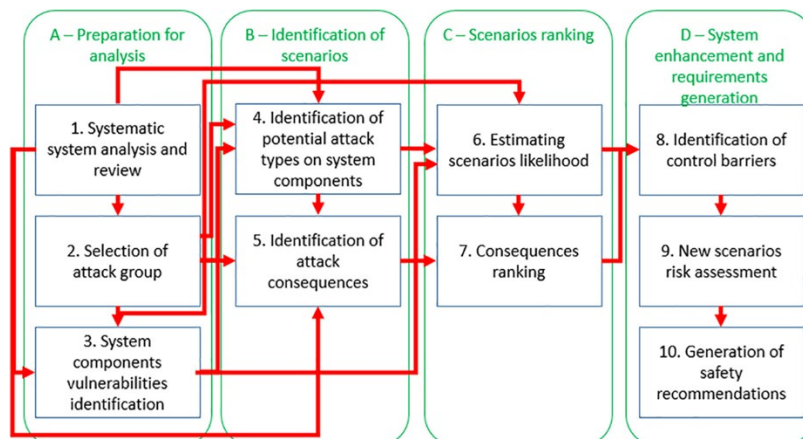 A – Preparation for
analysis
1. Systematic
system analysis and
review
2. Selection of
attack group
3. System
components
vulnerabilities
identification
B – Identification of
scenarios
4. Identification of
potential attack
types on system
components
5. Identification of
attack
consequences
C – Scenarios ranking
6. Estimating
scenarios likelihood
7. Consequences
ranking
D – System
enhancement and
requirements
generation
8. Identification of
control barriers
9. New scenarios
risk assessment
10. Generation of
safety
recommendations